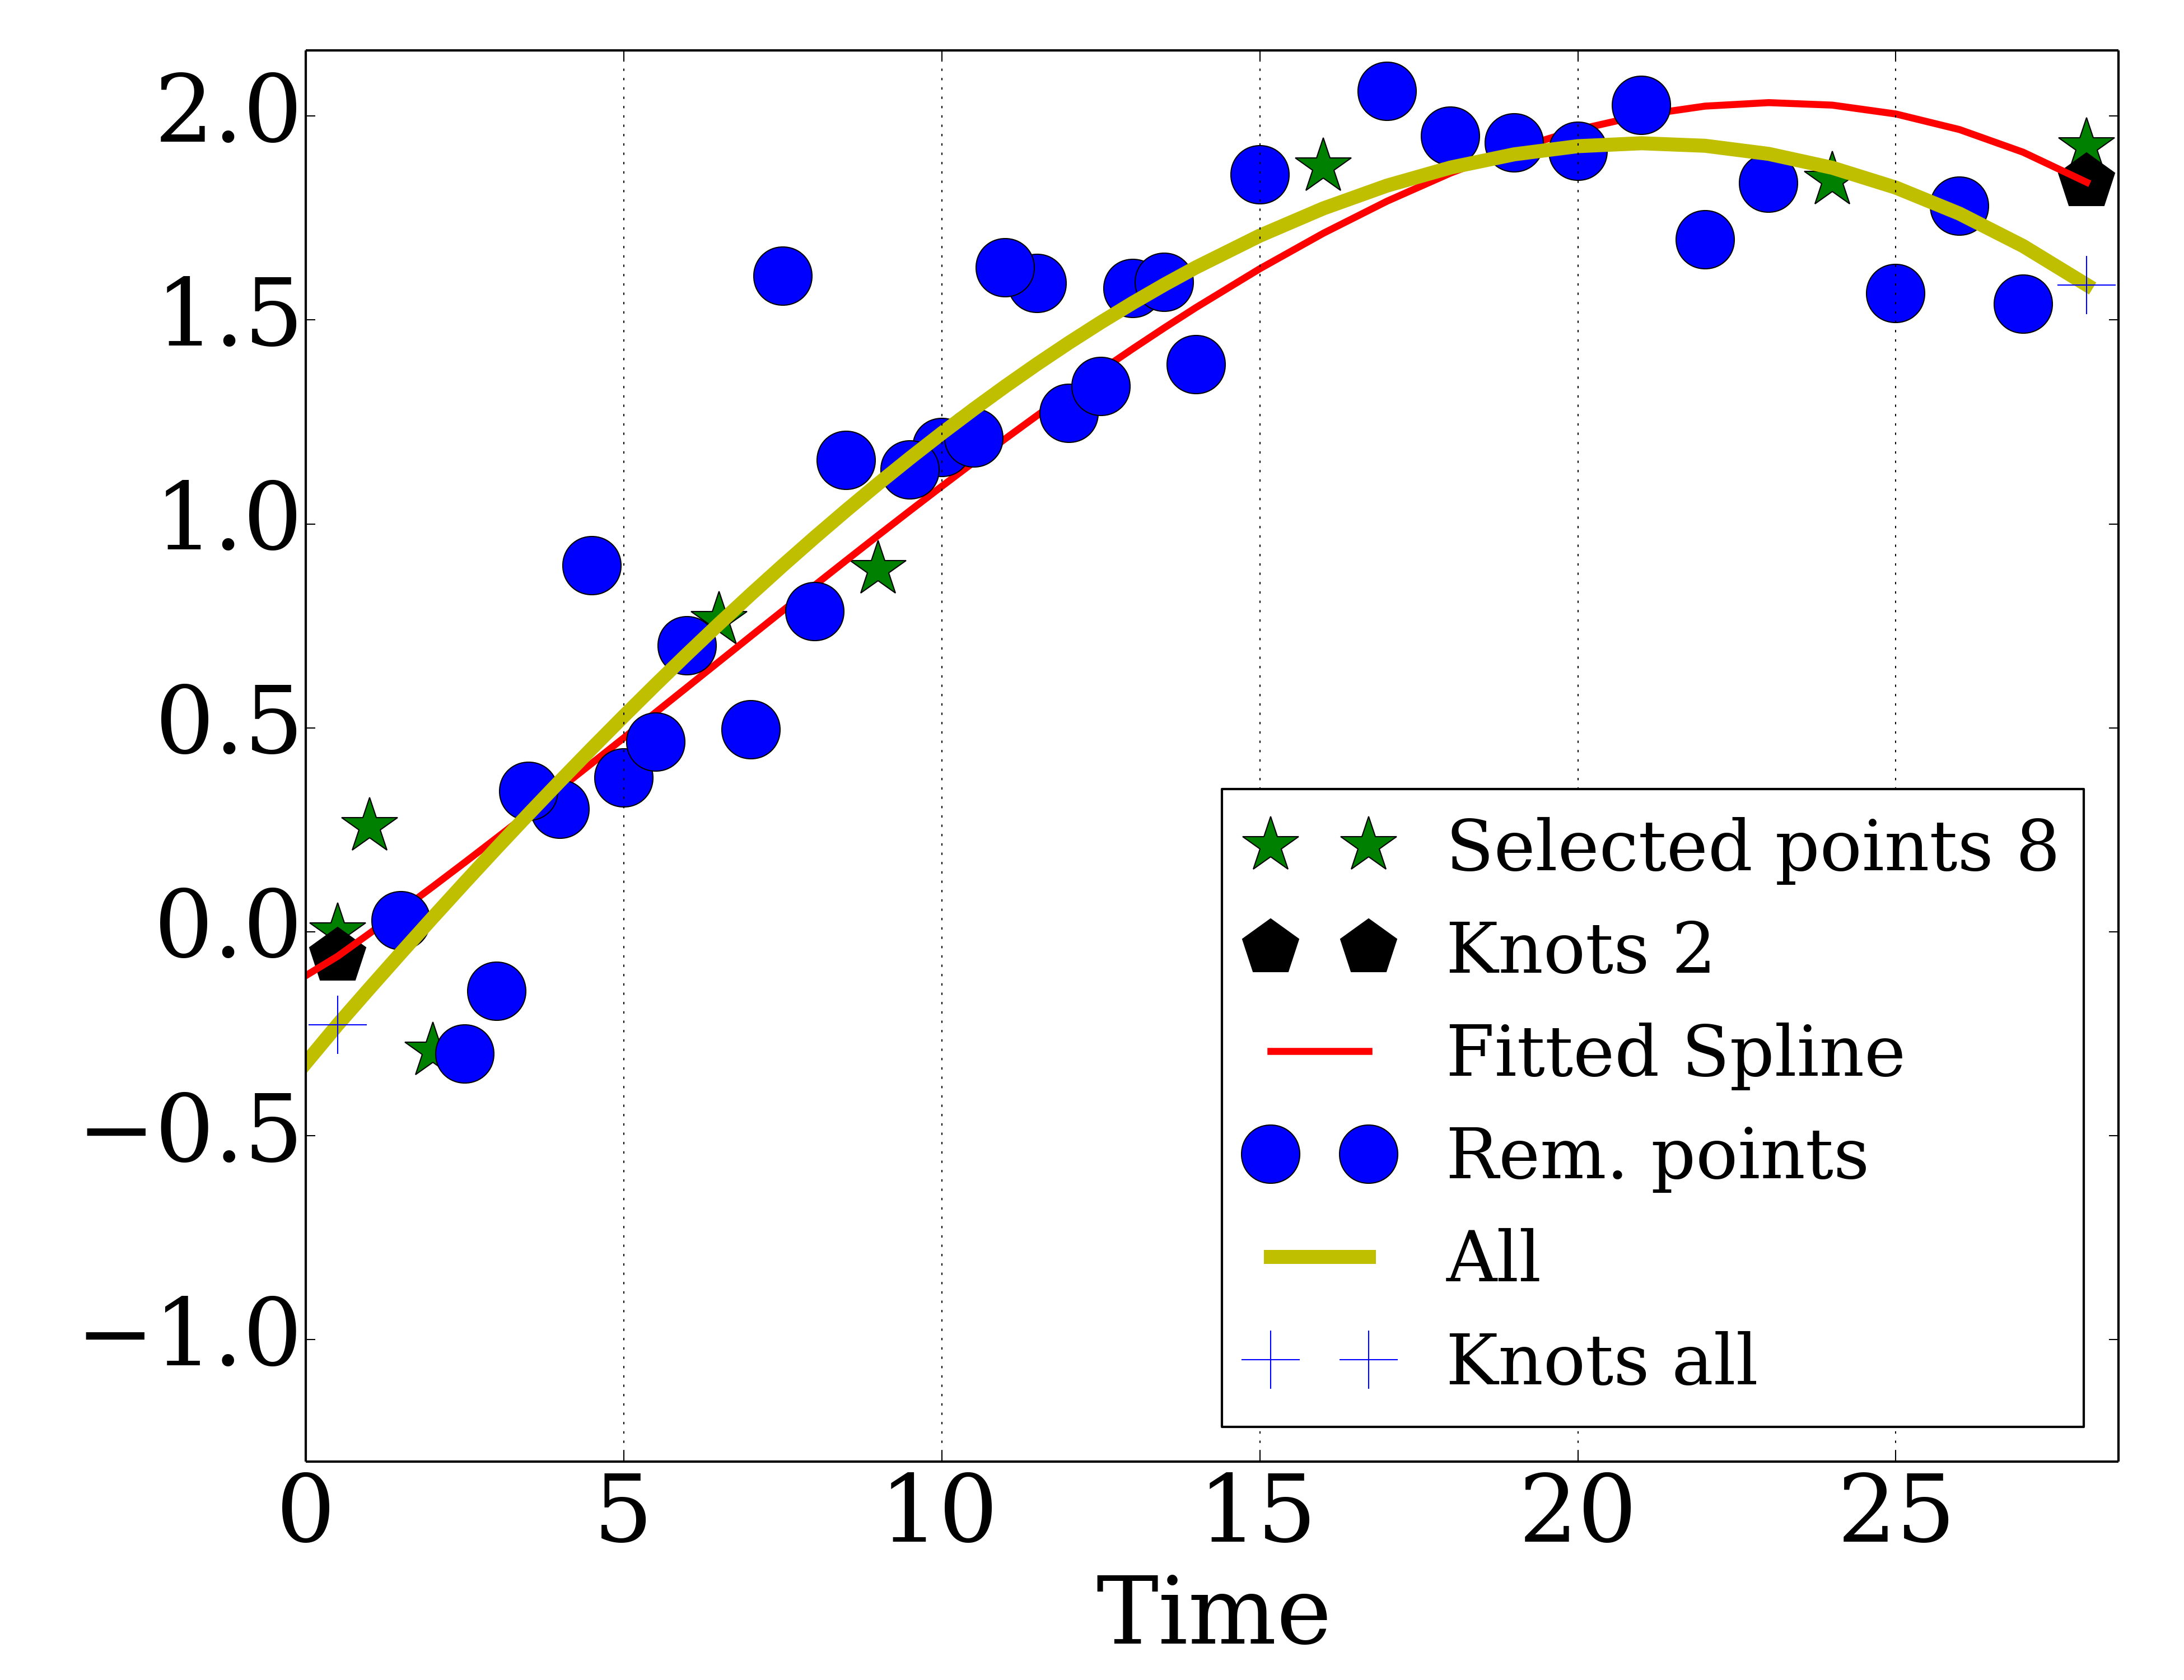 2.0
1.5
1.0
0.5
0.0
−0.5
−1.0
Selected points 8
Knots 2
Fitted Spline
Rem. points
All
Knots all
0 5 10 15 20 25
Time